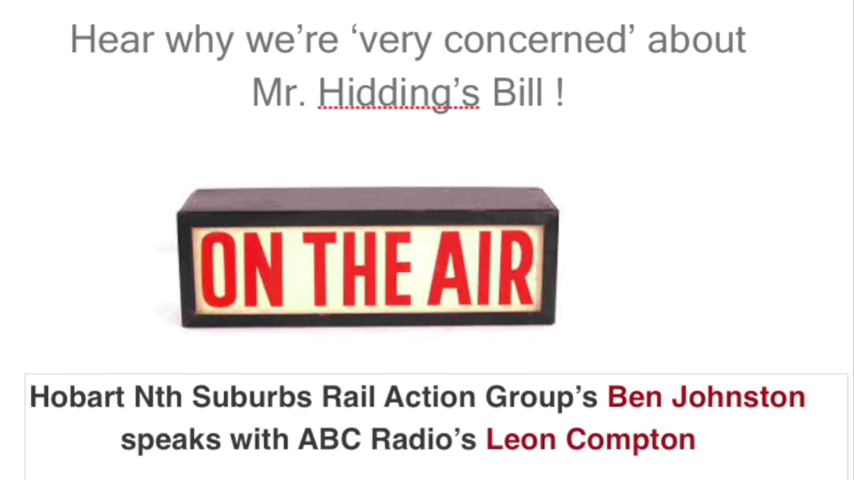 Hear why we’re ‘very concerned’ about
Mr. Hidding’s Bill !
ON THE AIR
Hobart Nth Suburbs Rail Action Group’s Ben Johnston
speaks with ABC Radio’s Leon Compton